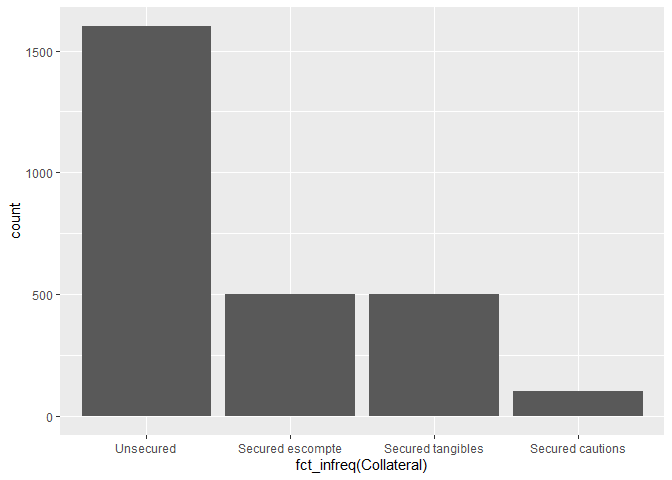 1500
1000
500
0
count
Unsecured
Secured escompte
Secured tangibles
Secured cautions
fct_infreq(Collateral)